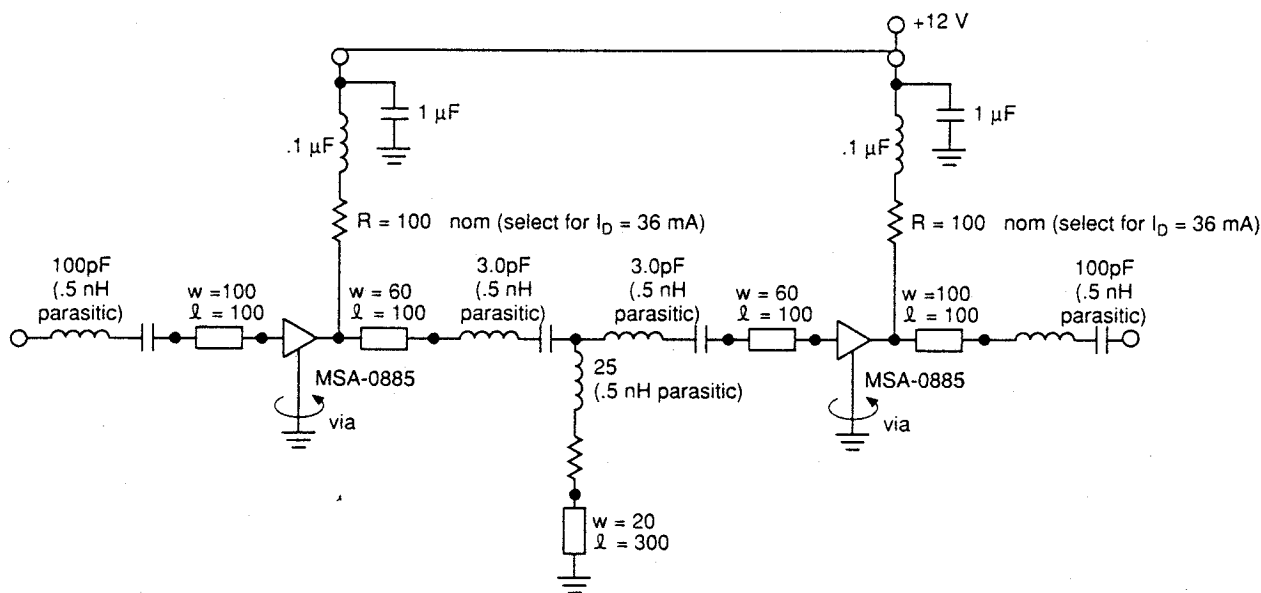 +12 V
1 µF
1 µF
.1 µF
.1 µF
R = 100 nom (select for ID = 36 mA)
R = 100 nom (select for ID = 36 mA)
100pF
(.5 nH
parasitic)
w =100
ℓ = 100
w = 60
ℓ = 100
3.0pF
(.5 nH
parasitic)
3.0pF
(.5 nH
parasitic)
w = 60
ℓ = 100
w = 100
ℓ = 100
100pF
(.5 nH
parasitic)
MSA-0885
via
25
(.5 nH parasitic)
MSA-0885
via
w = 20
ℓ = 300